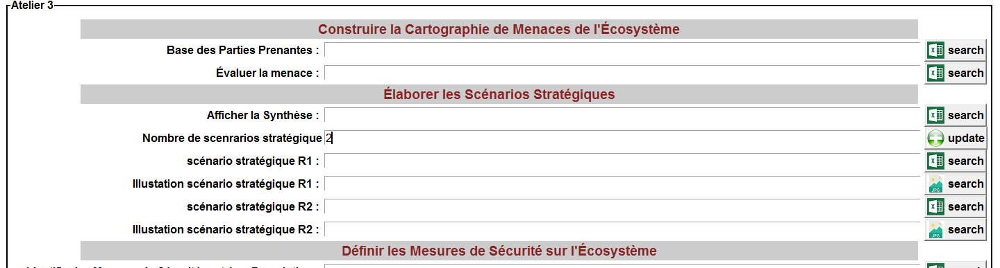 Atelier 3
Construire la Cartographie de Menaces de l'Écosystème
Base des Parties Prenantes : search
Évaluer la menace : search
Élaborer les Scénarios Stratégiques
Afficher la Synthèse : search
Nombre de scenrarios stratégique 2 update
scénario stratégique R1 : search
Illustation scénario stratégique R1 : JPG search
scénario stratégique R2 : search
Illustation scénario stratégique R2 : JPG search
Définir les Mesures de Sécurité sur l'Écosystème